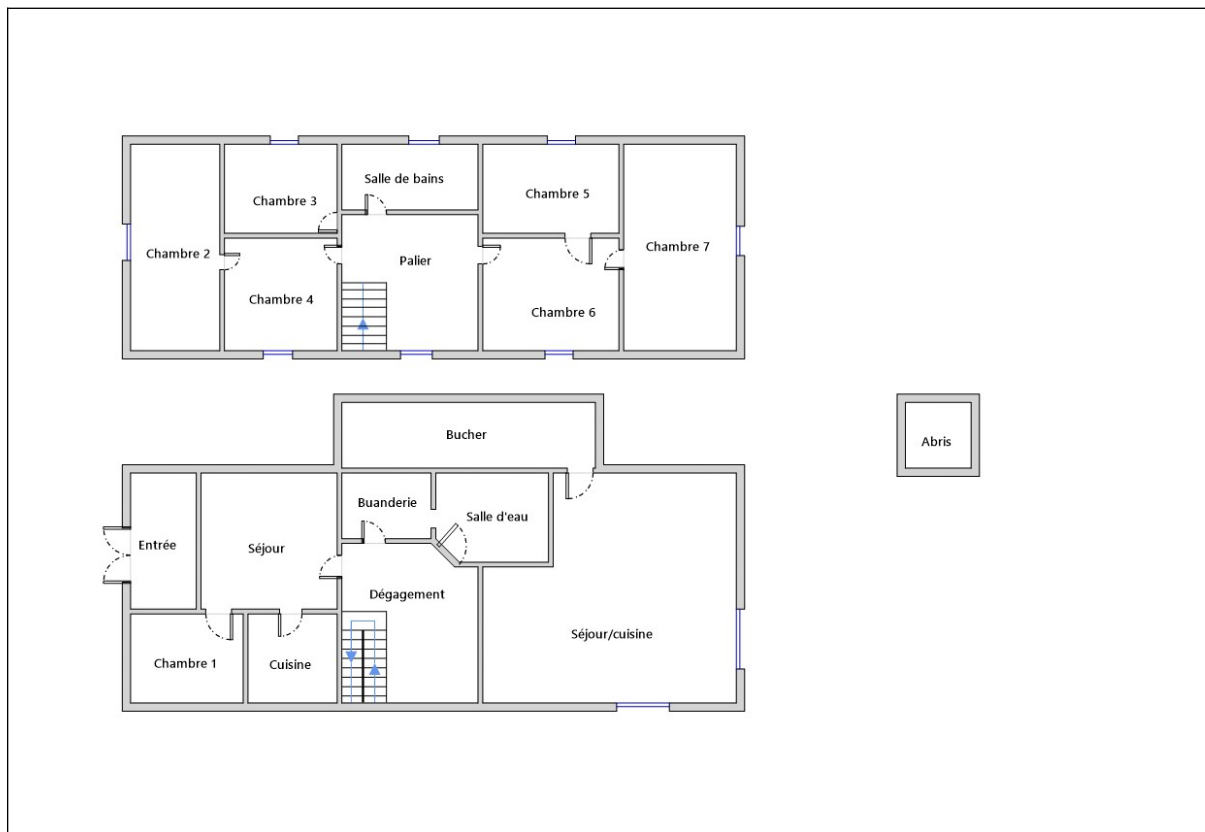 Salle de bains
Chambre 5
Chambre 3
Chambre 7
Chambre 2
Palier
Chambre 4
Chambre 6
Bucher
Abris
Buanderie
Salle d'eau
Entrée
Séjour
Dégagement
Séjour/cuisine
Chambre 1
Cuisine